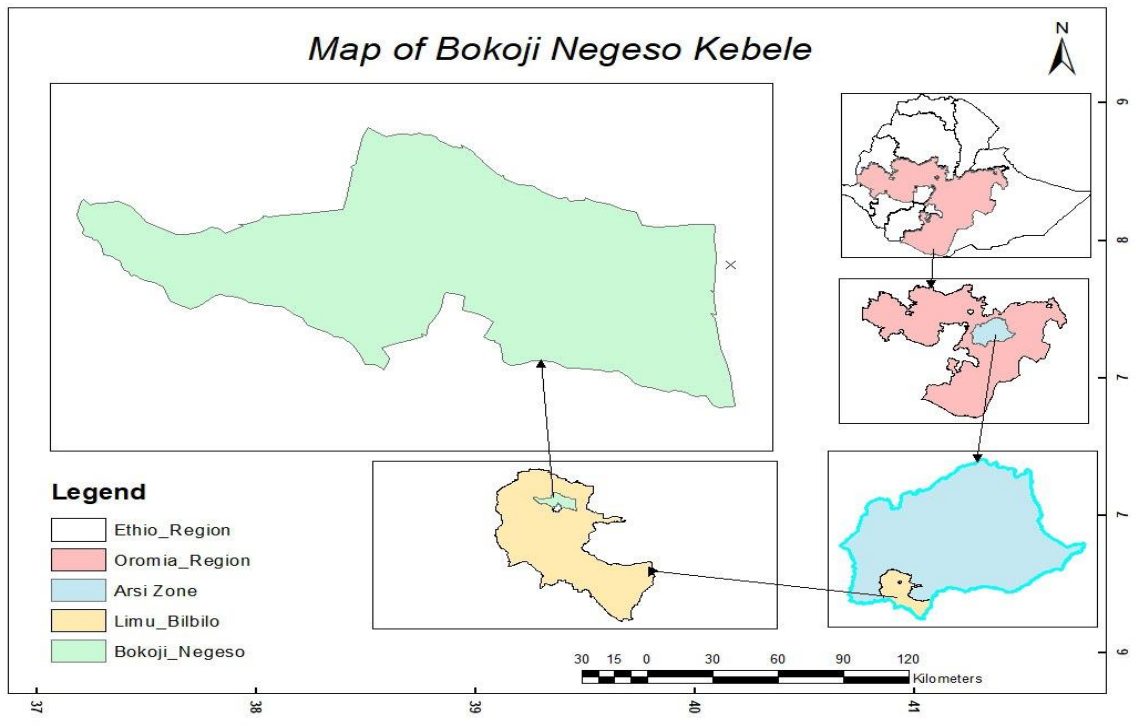 Map of Bokoji Negeso Kebele
N
9
8
7
7
6
Legend
Ethio_Region
Oromia_Region
Arsi Zone
Limu_Bilbilo
Bokoji_Negeso
30 15 0 30 60 90 120
Kilometers
37 38 39 40 41